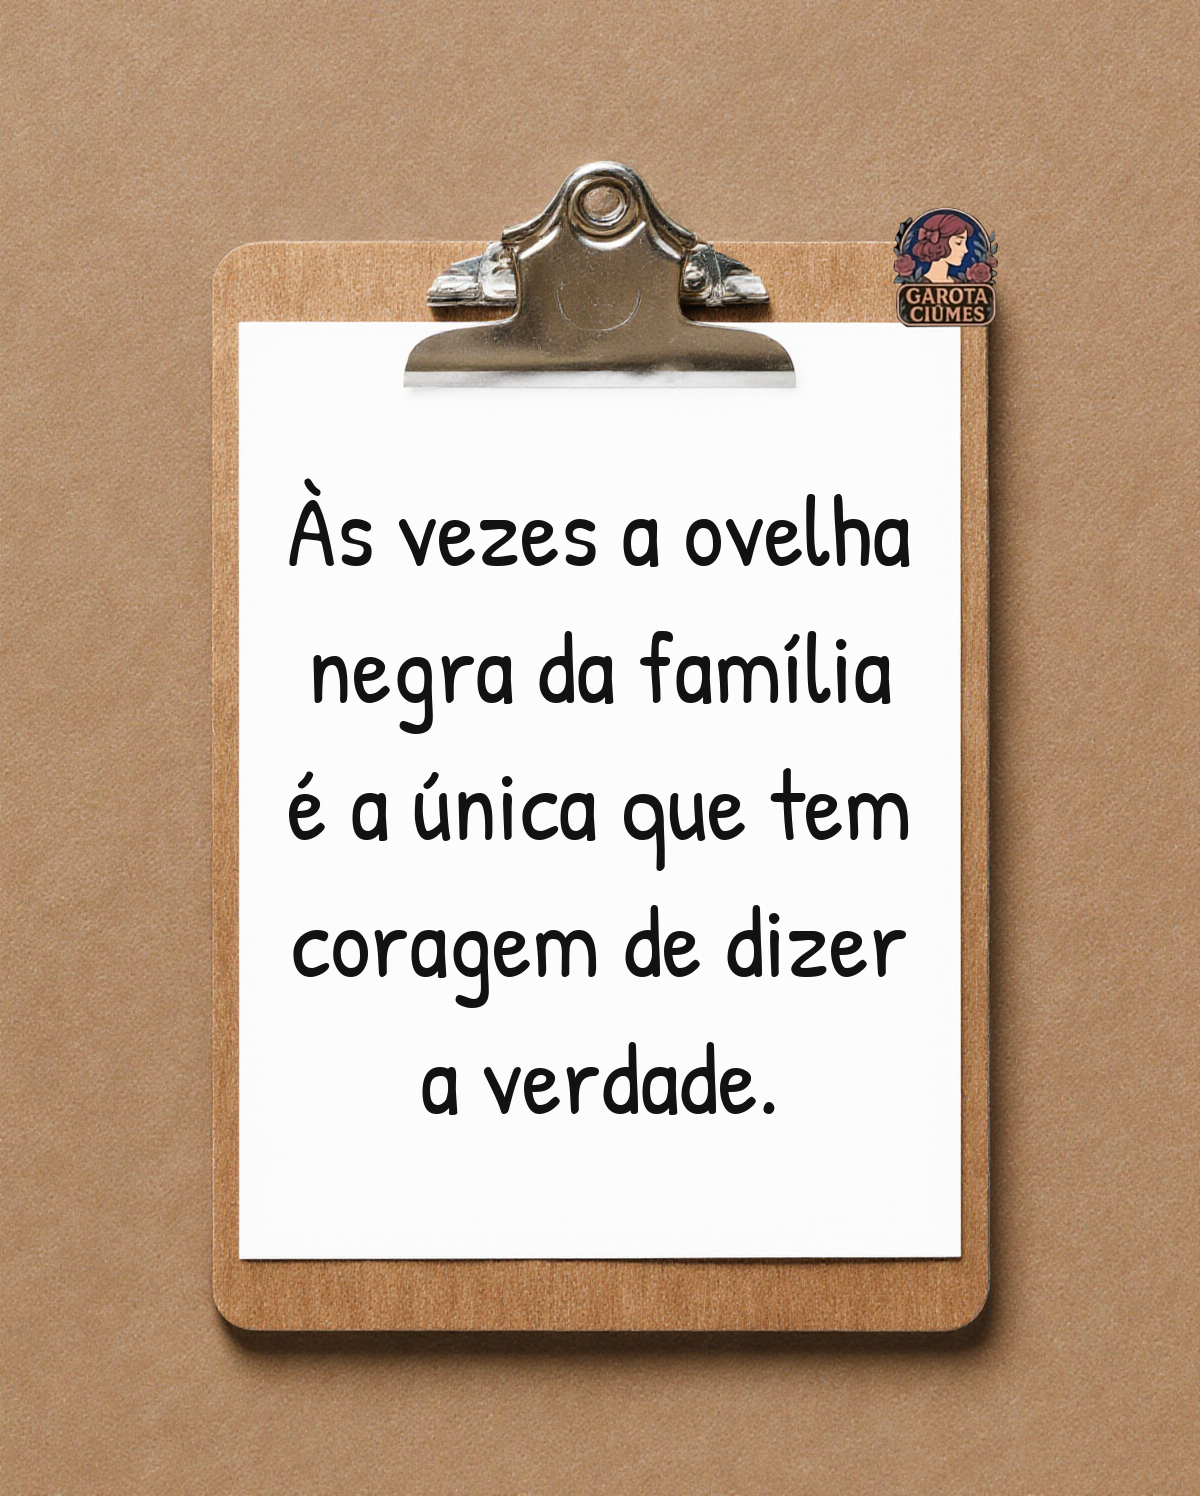 GAROTA
CIÚMES
Às vezes a ovelha
negra da família
é a única que tem
coragem de dizer
a verdade.